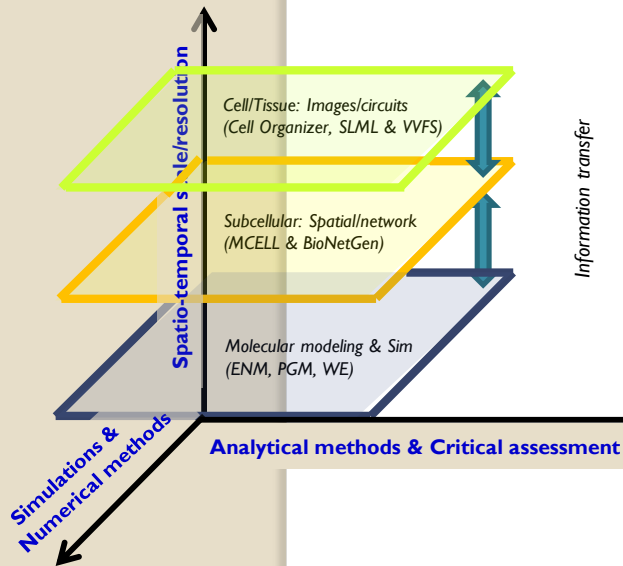 Spatio-temporal scale/resolution
Cell/Tissue: Images/circuits
(Cell Organizer, SLML & VVFS)
Subcellular: Spatial/network
(MCELL & BioNetGen)
Molecular modeling & Sim
(ENM, PGM, WE)
Information transfer
Analytical methods & Critical assessment
Simulations &
Numerical methods